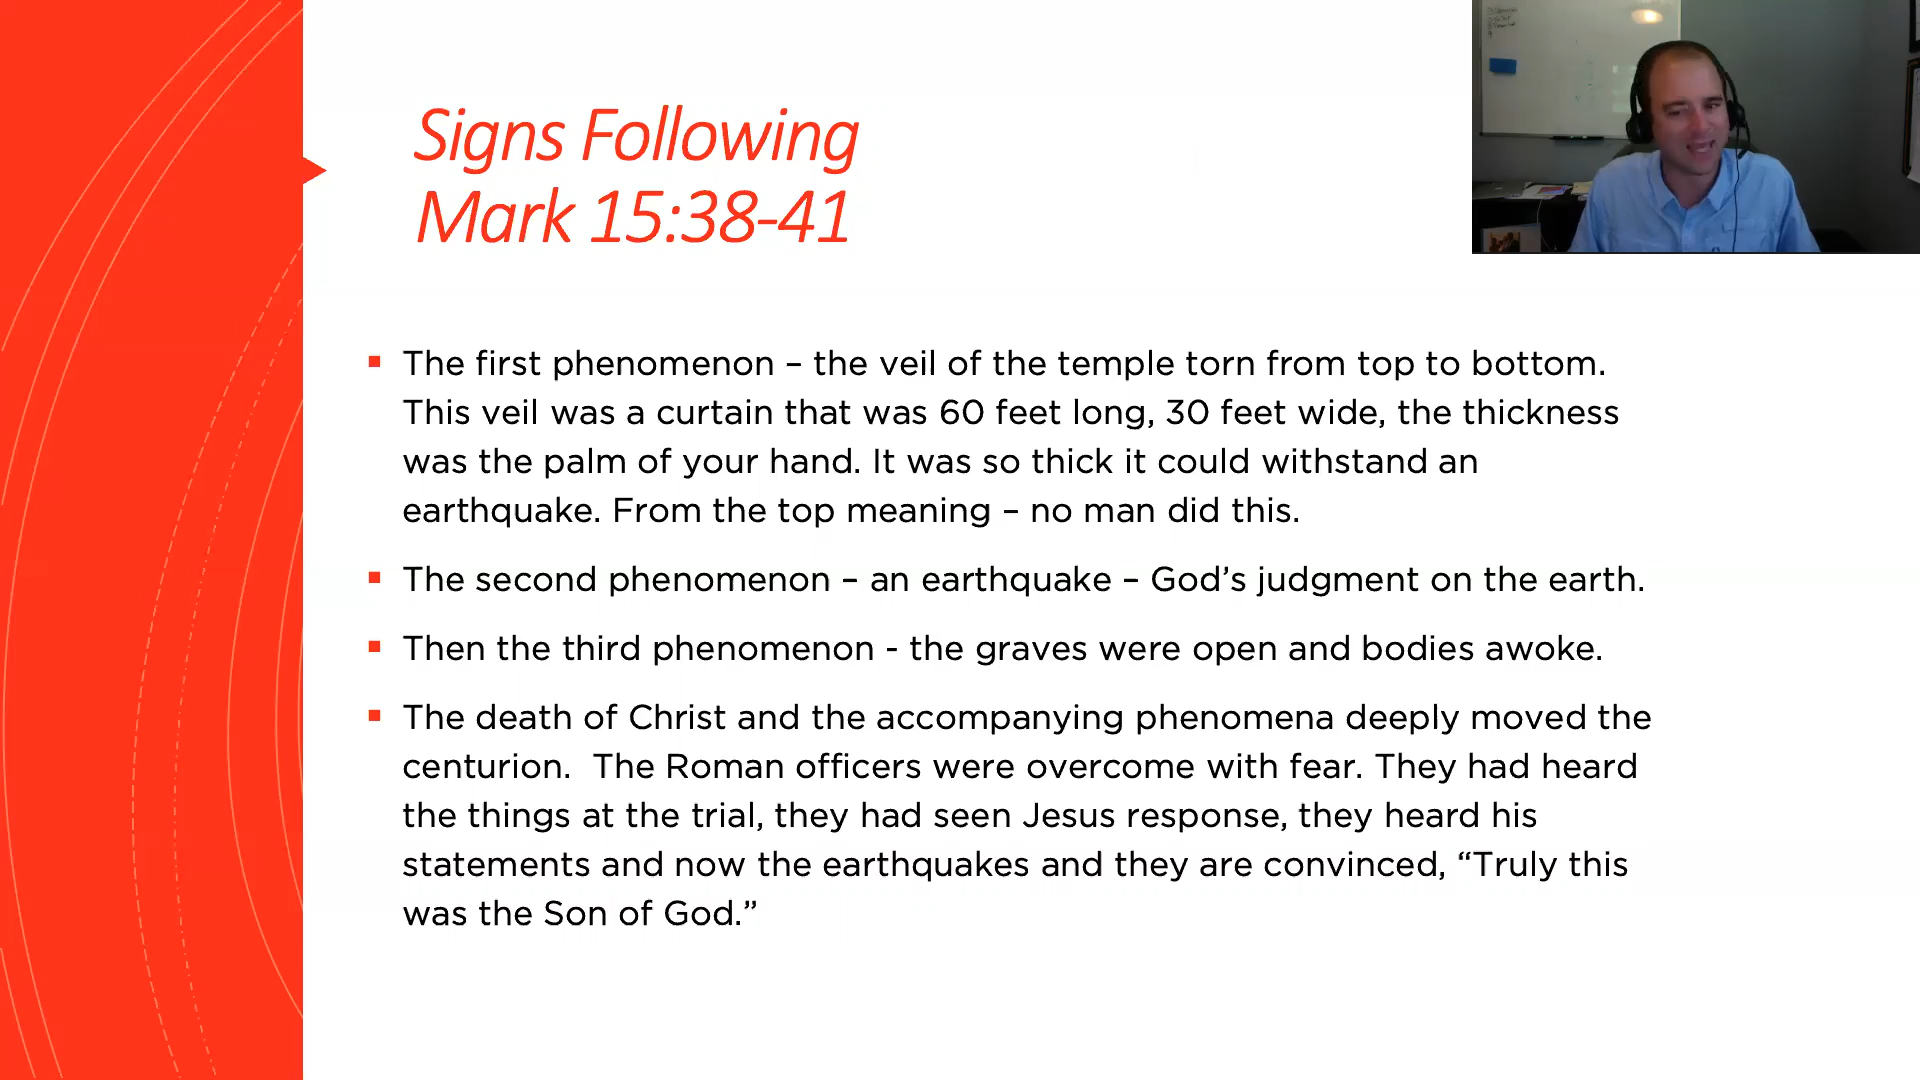 Signs Following
Mark 15:38-41
The first phenomenon – the veil of the temple torn from top to bottom.
This veil was a curtain that was 60 feet long, 30 feet wide, the thickness
was the palm of your hand. It was so thick it could withstand an
earthquake. From the top meaning – no man did this.
The second phenomenon – an earthquake – God’s judgment on the earth.
Then the third phenomenon - the graves were open and bodies awoke.
The death of Christ and the accompanying phenomena deeply moved the
centurion.  The Roman officers were overcome with fear. They had heard
the things at the trial, they had seen Jesus response, they heard his
statements and now the earthquakes and they are convinced, “Truly this
was the Son of God.”